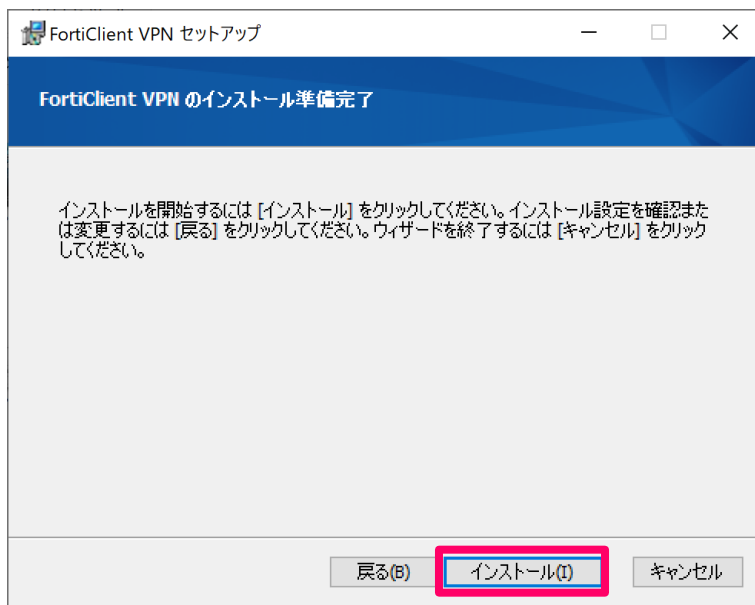 FortiClient VPN セットアップ
FortiClient VPN のインストール準備完了
インストールを開始するには [インストール] をクリックしてください。インストール設定を確認また
は変更するには [戻る] をクリックしてください。ウィザードを終了するには [キャンセル] をクリック
してください。
戻る(B)
インストール(I)
キャンセル